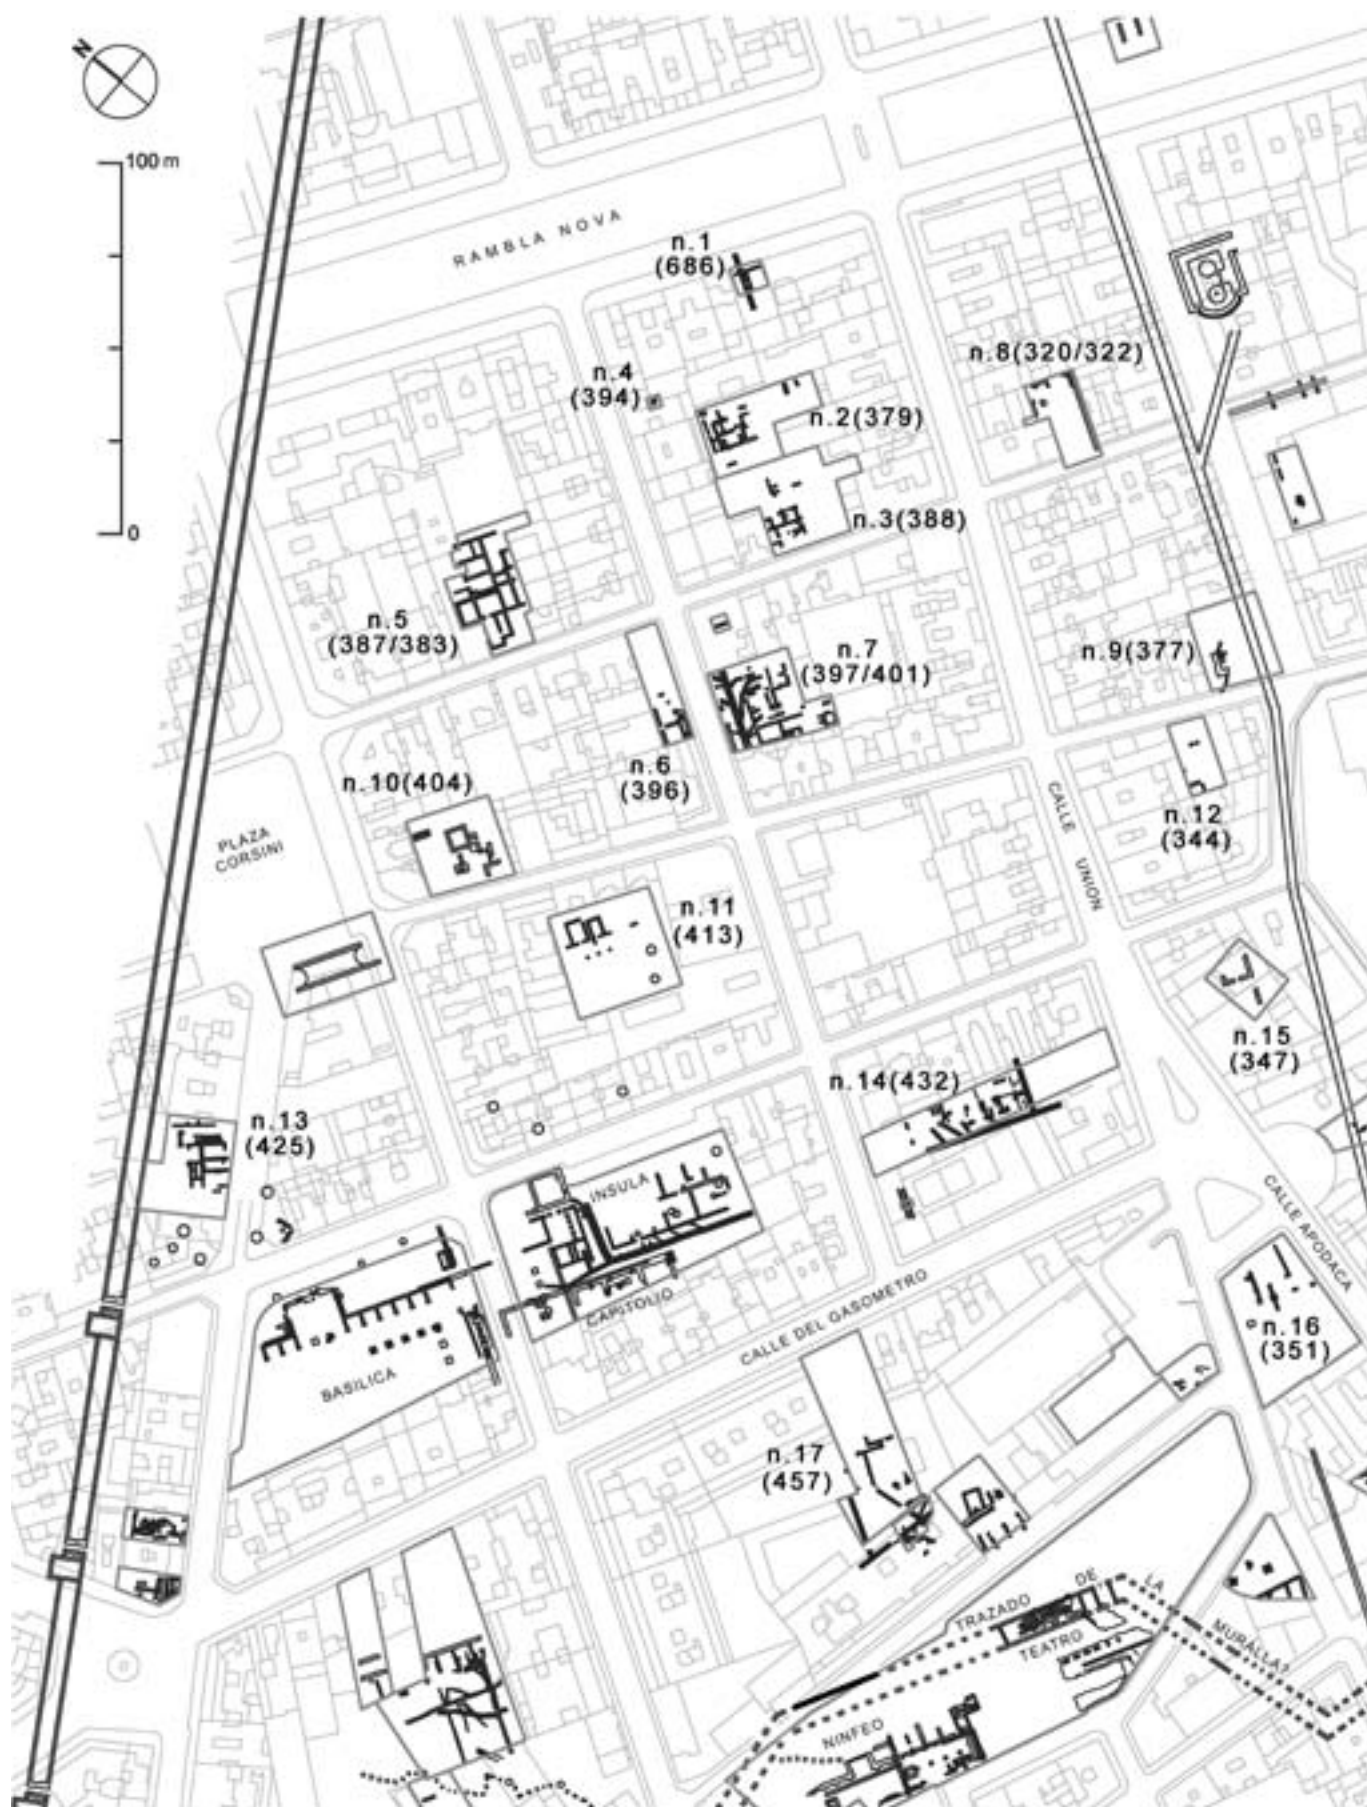 N
100 m
0
RAMBLA NOVA
n.1
(686)
n.8(320/322)
n.4
(394)
n.2(379)
n.3(388)
n.5
(387/383)
n.7
(397/401)
n.9(377)
n.6
(396)
n.10(404)
CALLE UNION
n.12
(344)
PLAZA
CORSINI
n.11
(413)
n.15
(347)
n.14(432)
n.13
(425)
INSULA
CALLE APODACA
CAPITOLIO
CALLE DEL GASOMETRO
n.16
(351)
BASILICA
n.17
(457)
TRAZADO DE LA MURALLA?
TEATRO
NINFEO